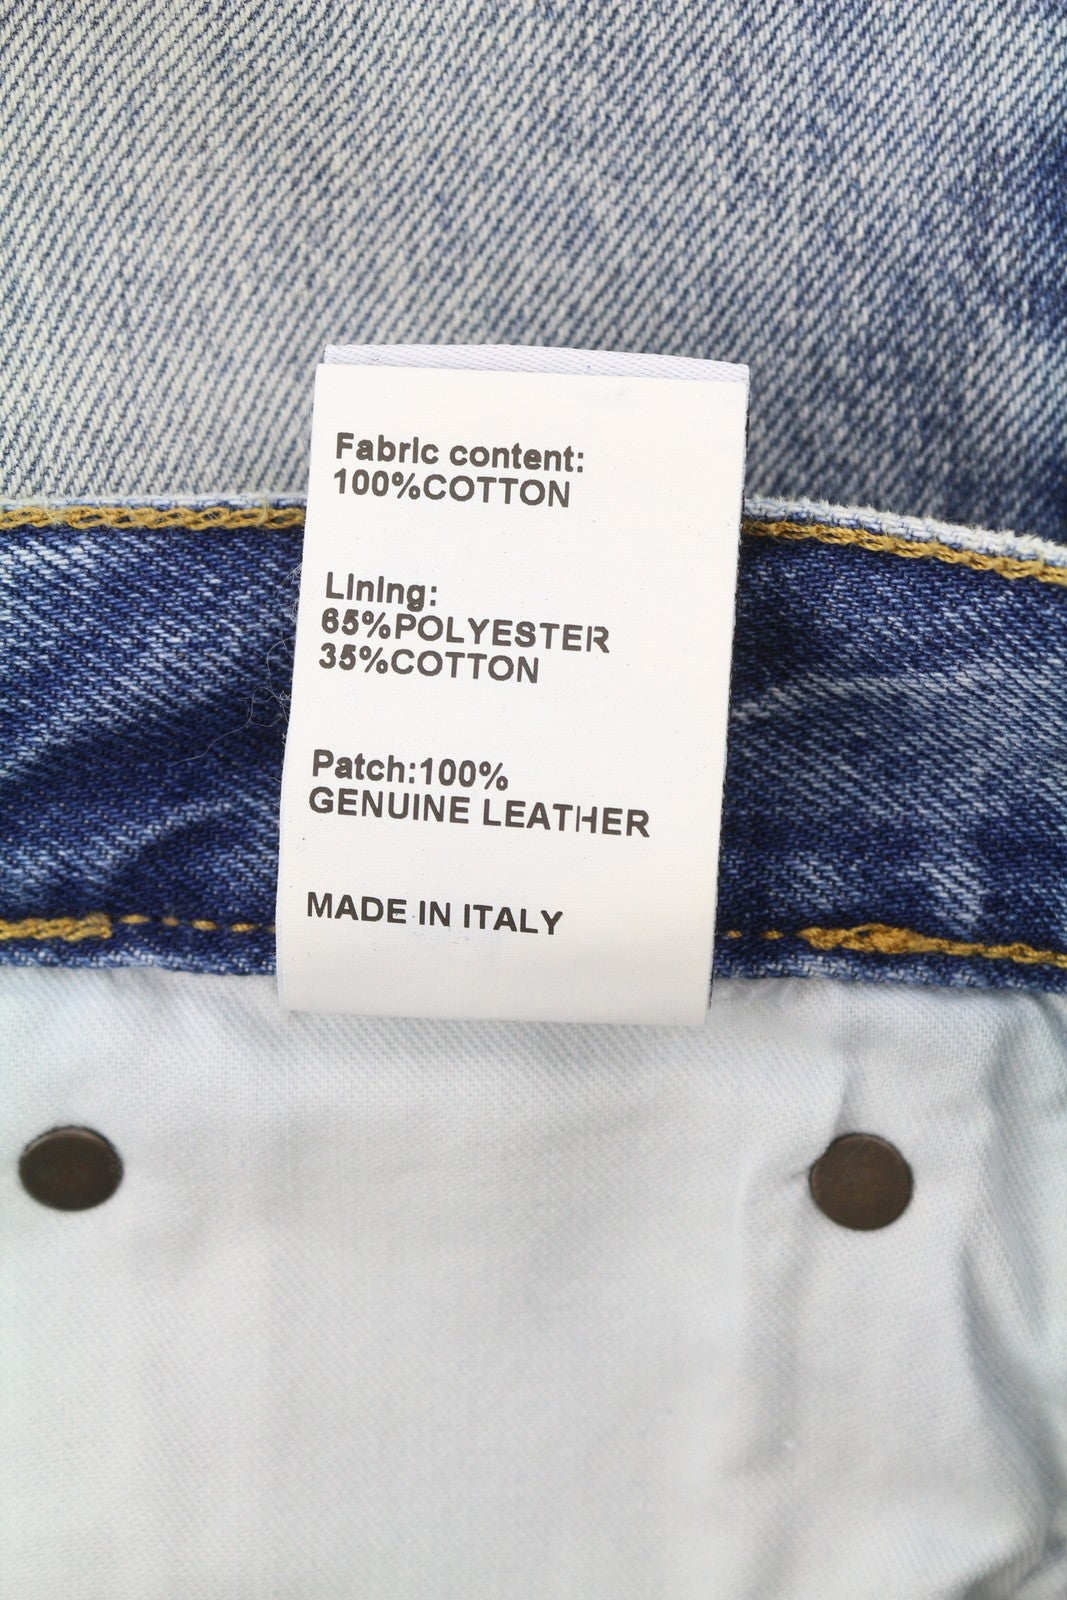 Fabric content:
100%COTTON
Lining:
65%POLYESTER
35%COTTON
Patch:100%
GENUINE LEATHER
MADE IN ITALY